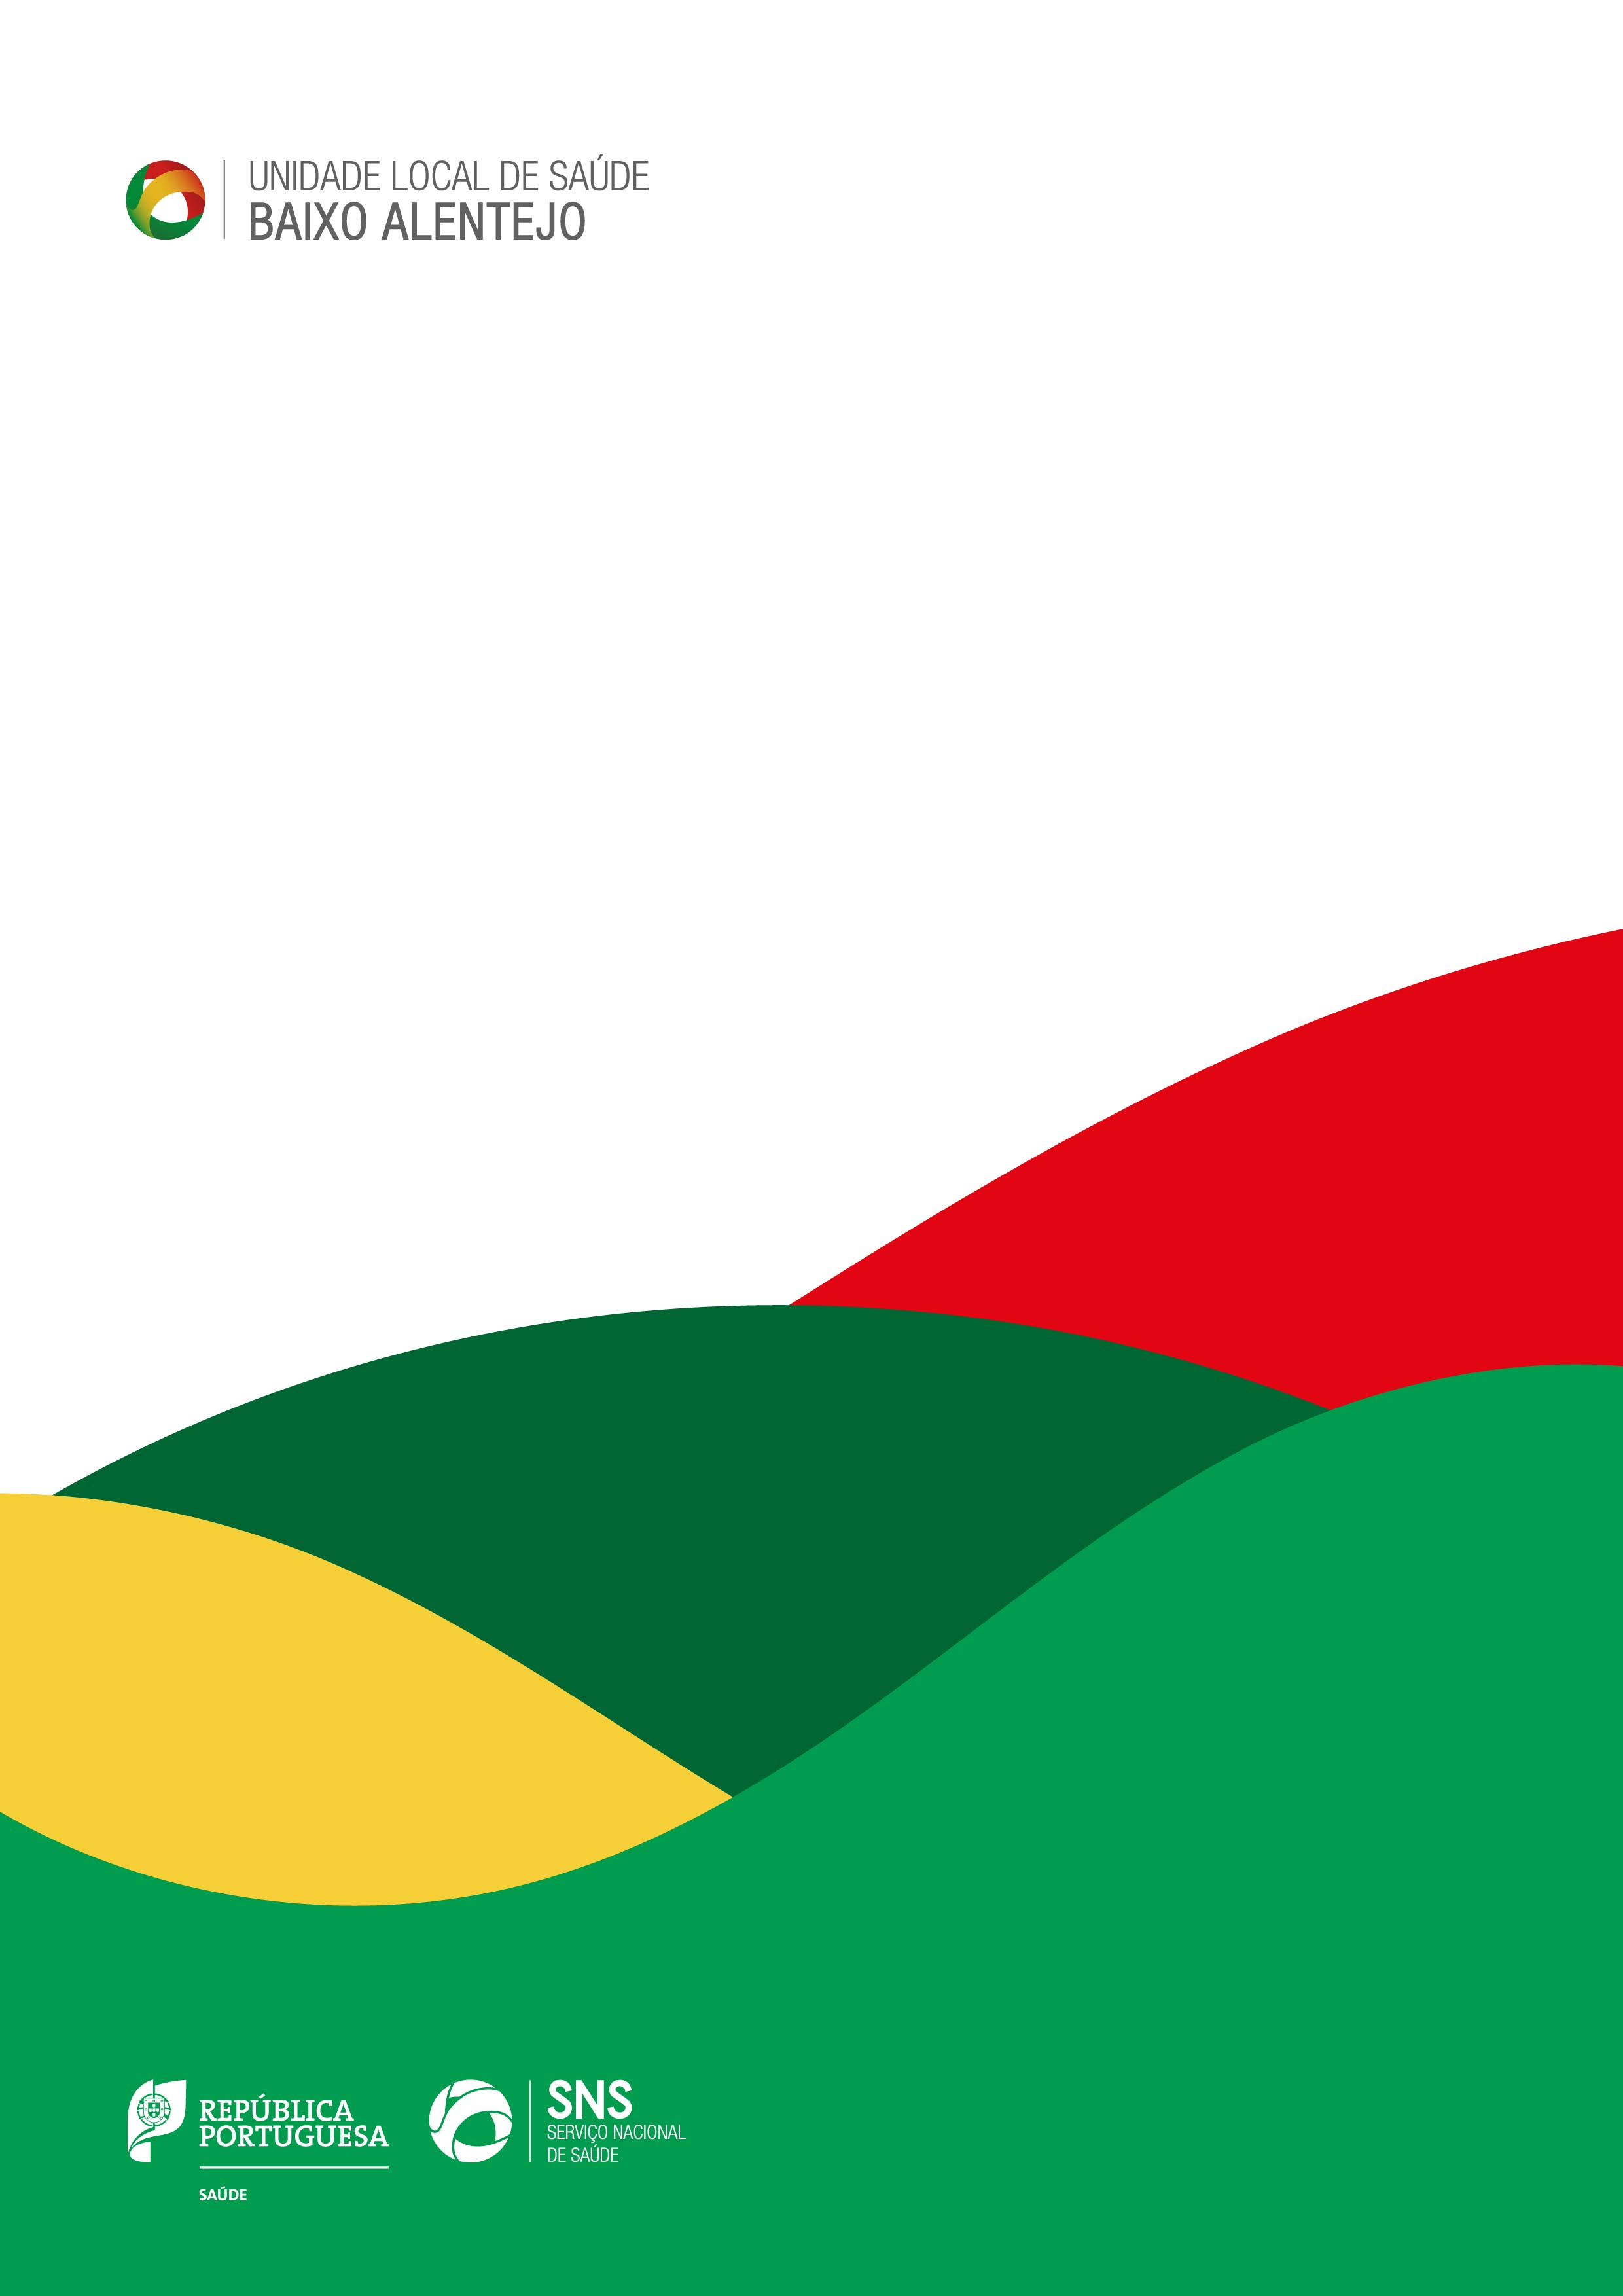 UNIDADE LOCAL DE SAÚDE
BAIXO ALENTEJO
REPÚBLICA
PORTUGUESA
SAÚDE
SNS
SERVIÇO NACIONAL
DE SAÚDE